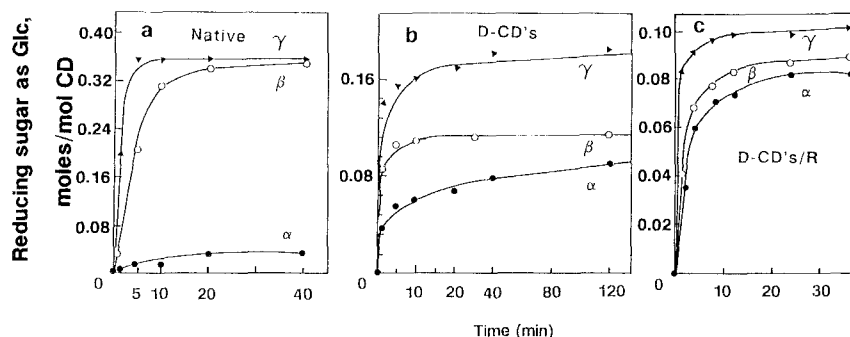 Reducing sugar as Glc,
moles/mol CD
a Native
0.40
0.32
0.24
0.16
0.08
0
γ
β
α
5 10 20 40
b D-CD's
0.16
0.08
0
γ
β
α
10 20 40 80 120
c
0.10
0.08
0.06
0.04
0.02
0
γ
β
α
D-CD's/R
10 20 30
Time (min)